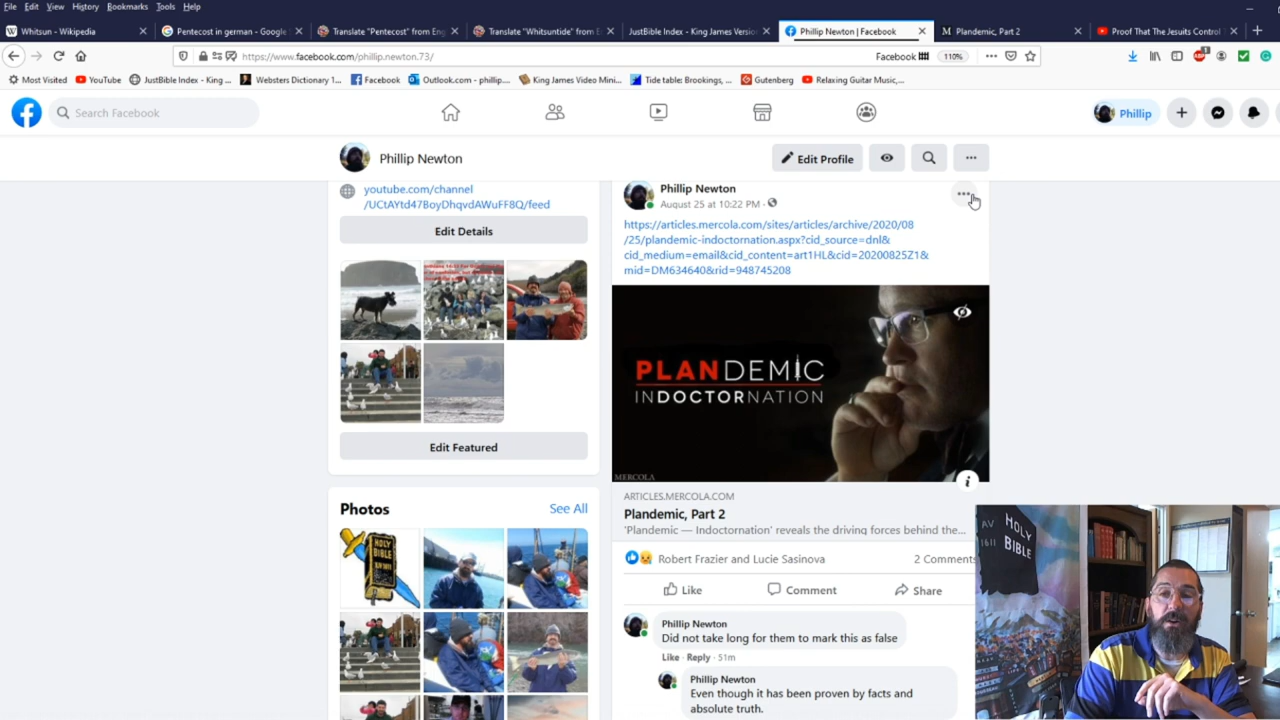 File Edit View History Bookmarks Tools Help
Whitsun - Wikipedia
Pentecost in german - Google
Translate "Pentecost" from En
Translate "Whitsuntide" from E
JustBible Index - King James Versio
Phillip Newton | Facebook
Plandemic, Part 2
Proof That The Jesuits Control
https://www.facebook.com/phillip.newton.73/
Facebook
110%
Most Visited
YouTube
JustBible Index - King ...
Websters Dictionary 1...
Facebook
Outlook.com - phillip....
King James Video Mini...
Tide table: Brookings, ...
Gutenberg
Relaxing Guitar Music,...
Search Facebook
Phillip
Phillip Newton
Edit Profile
youtube.com/channel
/UCtAYtd47BoyDhqvdAWuFF8Q/feed
Edit Details
Edit Featured
Photos
See All
HOLY
BIBLE
Phillip Newton
August 25 at 10:22 PM ·
https://articles.mercola.com/sites/articles/archive/2020/08
/25/plandemic-indoctornation.aspx?cid_source=dnl&
cid_medium=email&cid_content=art1HL&cid=20200825Z1&
mid=DM634640&rid=948745208
PLANDEMIC
INDOCTORNATION
MERCOLA
ARTICLES.MERCOLA.COM
Plandemic, Part 2
'Plandemic — Indoctornation' reveals the driving forces behind the...
Robert Frazier and Lucie Sasinova
2 Comments
Like
Comment
Share
Phillip Newton
Did not take long for them to mark this as false
Like · Reply · 51m
Phillip Newton
Even though it has been proven by facts and
absolute truth.
AV
1611
HOLY
BIBLE